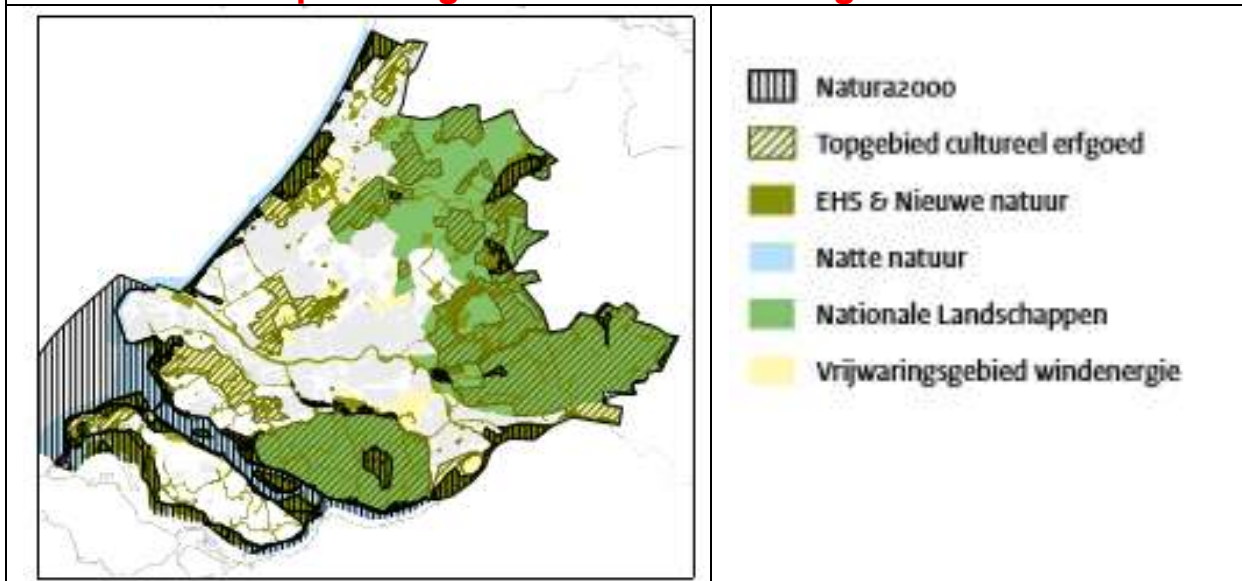 Natura2000
Topgebied cultureel erfgoed
EHS & Nieuwe natuur
Natte natuur
Nationale Landschappen
Vrijwaringsgebied windenergie